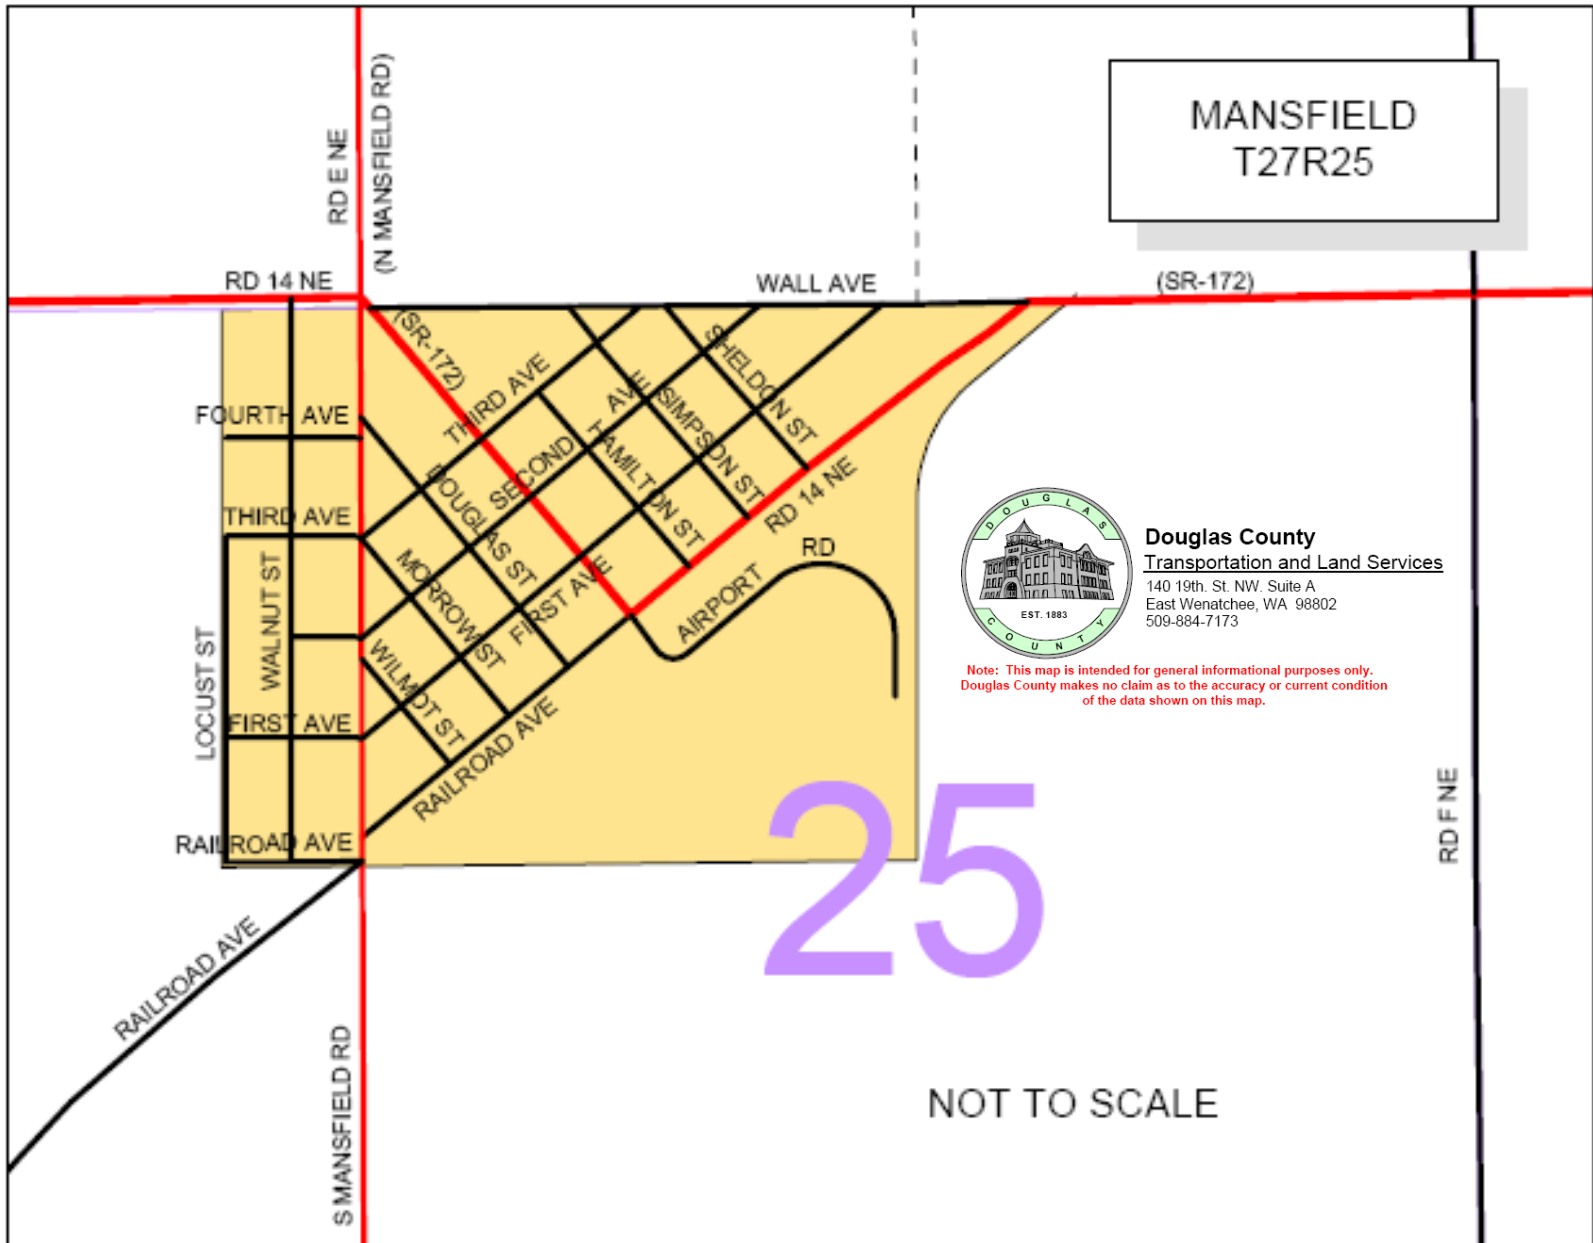 MANSFIELD
T27R25
RD E NE
(N MANSFIELD RD)
RD 14 NE
WALL AVE
(SR-172)
(SR-172)
THIRD AVE
SHELDON ST
E SIMPSON ST
AVE
SECOND
HAMILTON ST
FOURTH AVE
DOUGLAS ST
RD 14 NE
THIRD AVE
MORROW ST
FIRST AVE
AIRPORT
RD
WALNUT ST
LOCUST ST
WILMOT ST
FIRST AVE
RAILROAD AVE
RAILROAD AVE
RAILROAD AVE
S MANSFIELD RD
RD F NE
DOUGLAS
EST. 1883
COUNTY
Douglas County
Transportation and Land Services
140 19th. St. NW. Suite A
East Wenatchee, WA 98802
509-884-7173
Note: This map is intended for general informational purposes only.
Douglas County makes no claim as to the accuracy or current condition
of the data shown on this map.
25
NOT TO SCALE